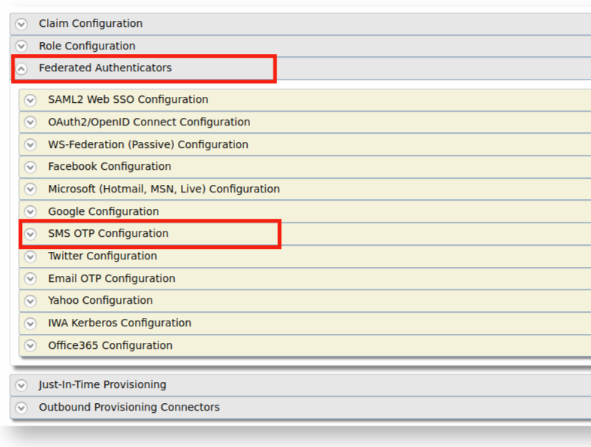 Claim Configuration
Role Configuration
Federated Authenticators
SAML2 Web SSO Configuration
OAuth2/OpenID Connect Configuration
WS-Federation (Passive) Configuration
Facebook Configuration
Microsoft (Hotmail, MSN, Live) Configuration
Google Configuration
SMS OTP Configuration
Twitter Configuration
Email OTP Configuration
Yahoo Configuration
IWA Kerberos Configuration
Office365 Configuration
Just-In-Time Provisioning
Outbound Provisioning Connectors